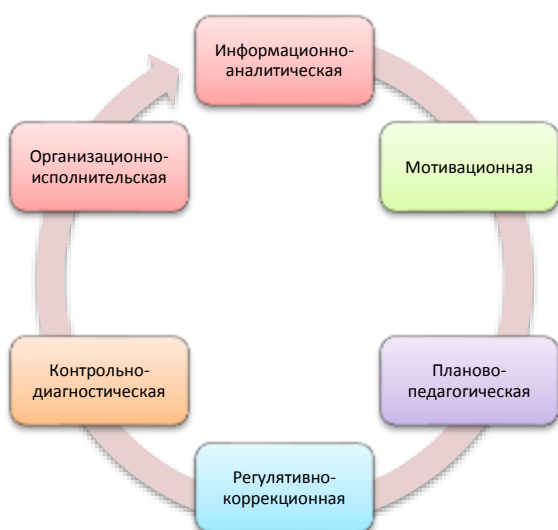 Информационно-
аналитическая
Мотивационная
Планово-
педагогическая
Регулятивно-
коррекционная
Контрольно-
диагностическая
Организационно-
исполнительская